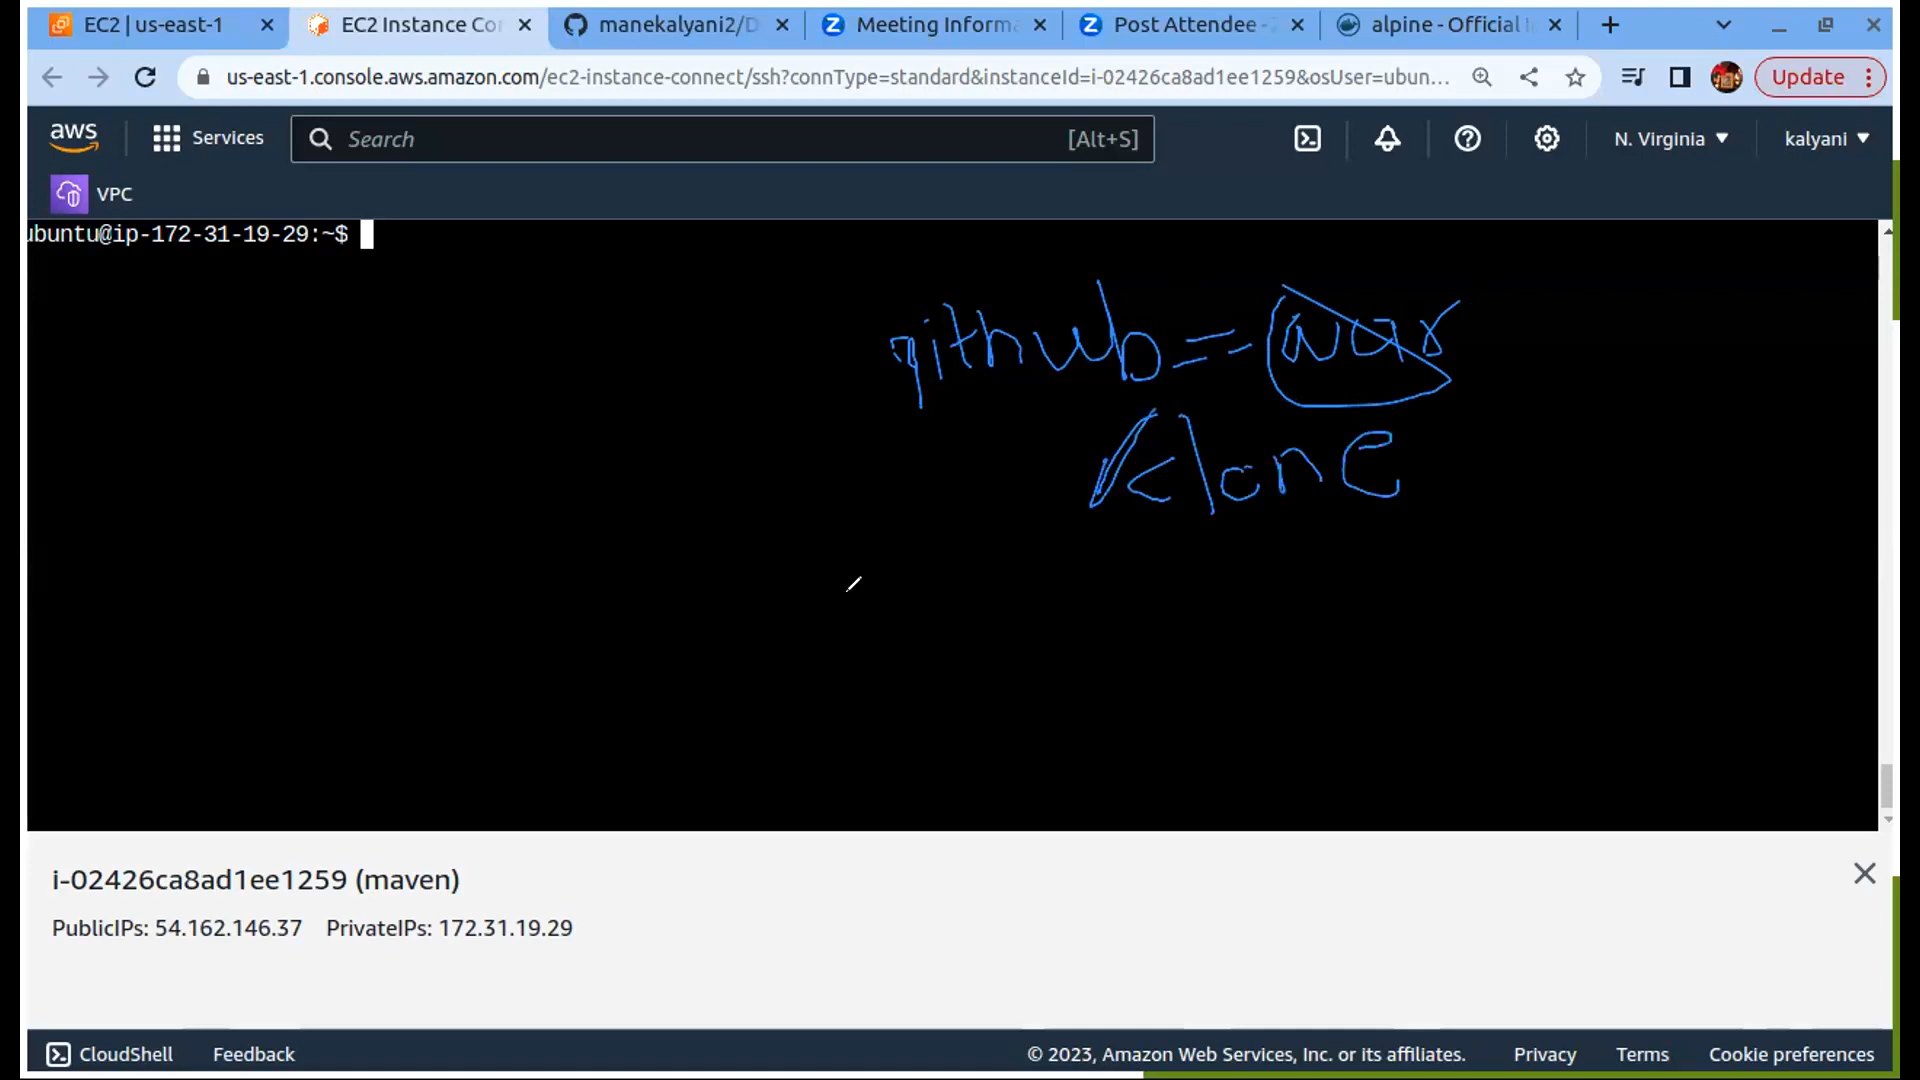 EC2 | us-east-1
EC2 Instance Co
manekalyani2/D
Meeting Informa
Post Attendee -
alpine - Official I
us-east-1.console.aws.amazon.com/ec2-instance-connect/ssh?connType=standard&instanceId=i-02426ca8ad1ee1259&osUser=ubun...
Update
aws
Services
Search
[Alt+S]
N. Virginia
kalyani
VPC
ubuntu@ip-172-31-19-29:~$
github = war
clone
i-02426ca8ad1ee1259 (maven)
PublicIPs: 54.162.146.37 PrivateIPs: 172.31.19.29
CloudShell
Feedback
© 2023, Amazon Web Services, Inc. or its affiliates.
Privacy
Terms
Cookie preferences